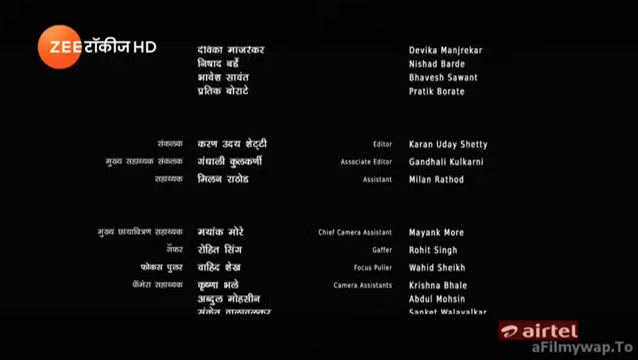 ZEE टॉकीज HD
देविका मांजरेकर Devika Manjrekar
निषाद बर्डे Nishad Barde
भावेश सावंत Bhavesh Sawant
प्रतिक बोराटे Pratik Borate
संकलक करण उदय शेट्टी Editor Karan Uday Shetty
मुख्य सहाय्यक संकलक गंधाली कुलकर्णी Associate Editor Gandhali Kulkarni
सहाय्यक मिलन राठोड Assistant Milan Rathod
मुख्य छायाचित्रण सहाय्यक मयांक मोरे Chief Camera Assistant Mayank More
गॅफर रोहित सिंग Gaffer Rohit Singh
फोकस पुलर वाहिद शेख Focus Puller Wahid Sheikh
कॅमेरा सहाय्यक कृष्णा भले Camera Assistants Krishna Bhale
अब्दुल मोहसीन Abdul Mohsin
संकेत वालावलकर Sanket Walavalkar
airtel
aFilmywap.To